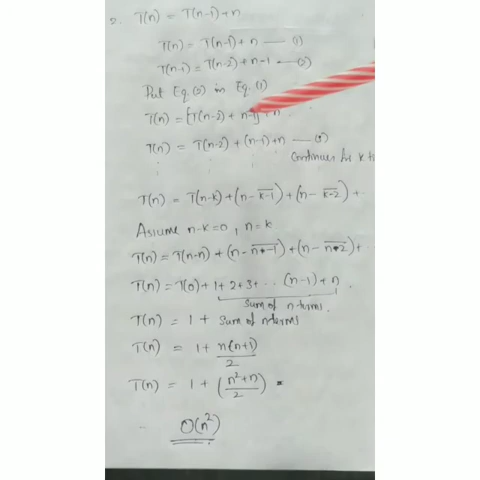 2. T(n) = T(n-1)+n
T(n) = T(n-1)+n — (1)
T(n-1) = T(n-2)+n-1 — (2)
Put Eq.(2) in Eq.(1)
T(n) = [T(n-2)+n-1]+n
T(n) = T(n-2)+(n-1)+n — (3)
Continues for k
T(n) = T(n-k)+(n-k-1)+(n-k-2)+
Assume n-k=0, n=k
T(n)=T(n-n)+(n-n-1)+(n-n-2)+
T(n)=T(0)+1+2+3+... (n-1)+n
sum of n terms.
T(n) = 1+ sum of n terms
T(n) = 1+ n(n+1)/2
T(n) = 1+ (n²+n/2)
O(n²)